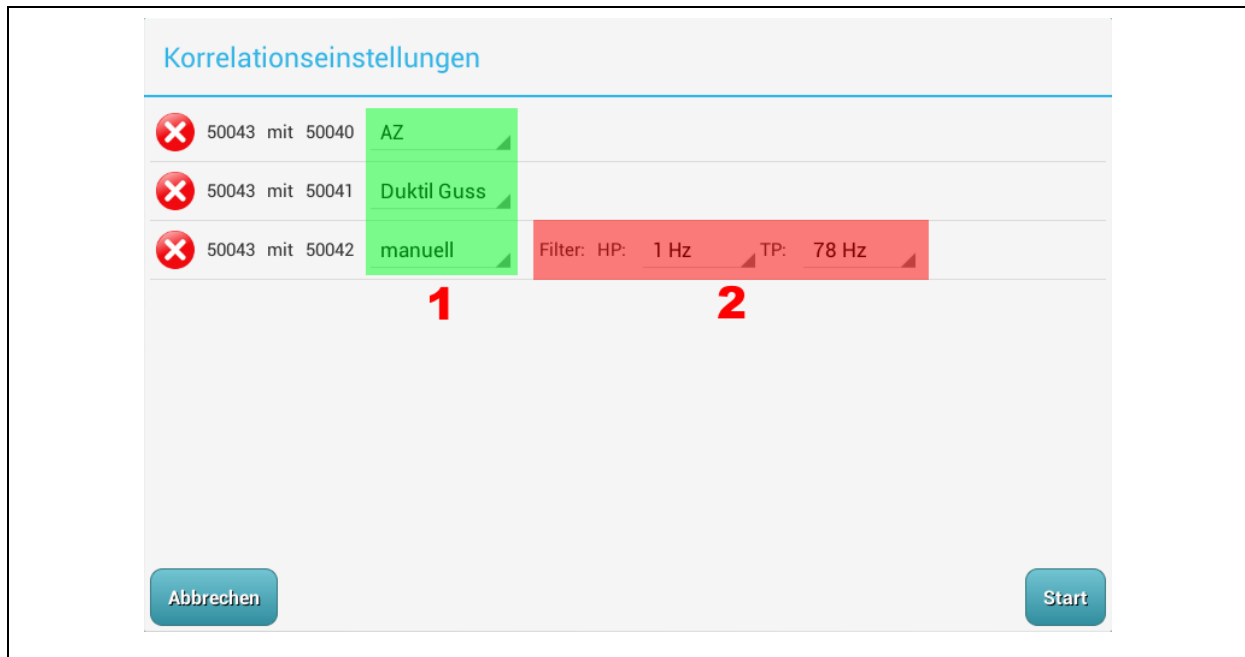 Korrelationseinstellungen
50043 mit 50040 AZ
50043 mit 50041 Duktil Guss
50043 mit 50042 manuell Filter: HP: 1 Hz TP: 78 Hz
1 2
Abbrechen Start